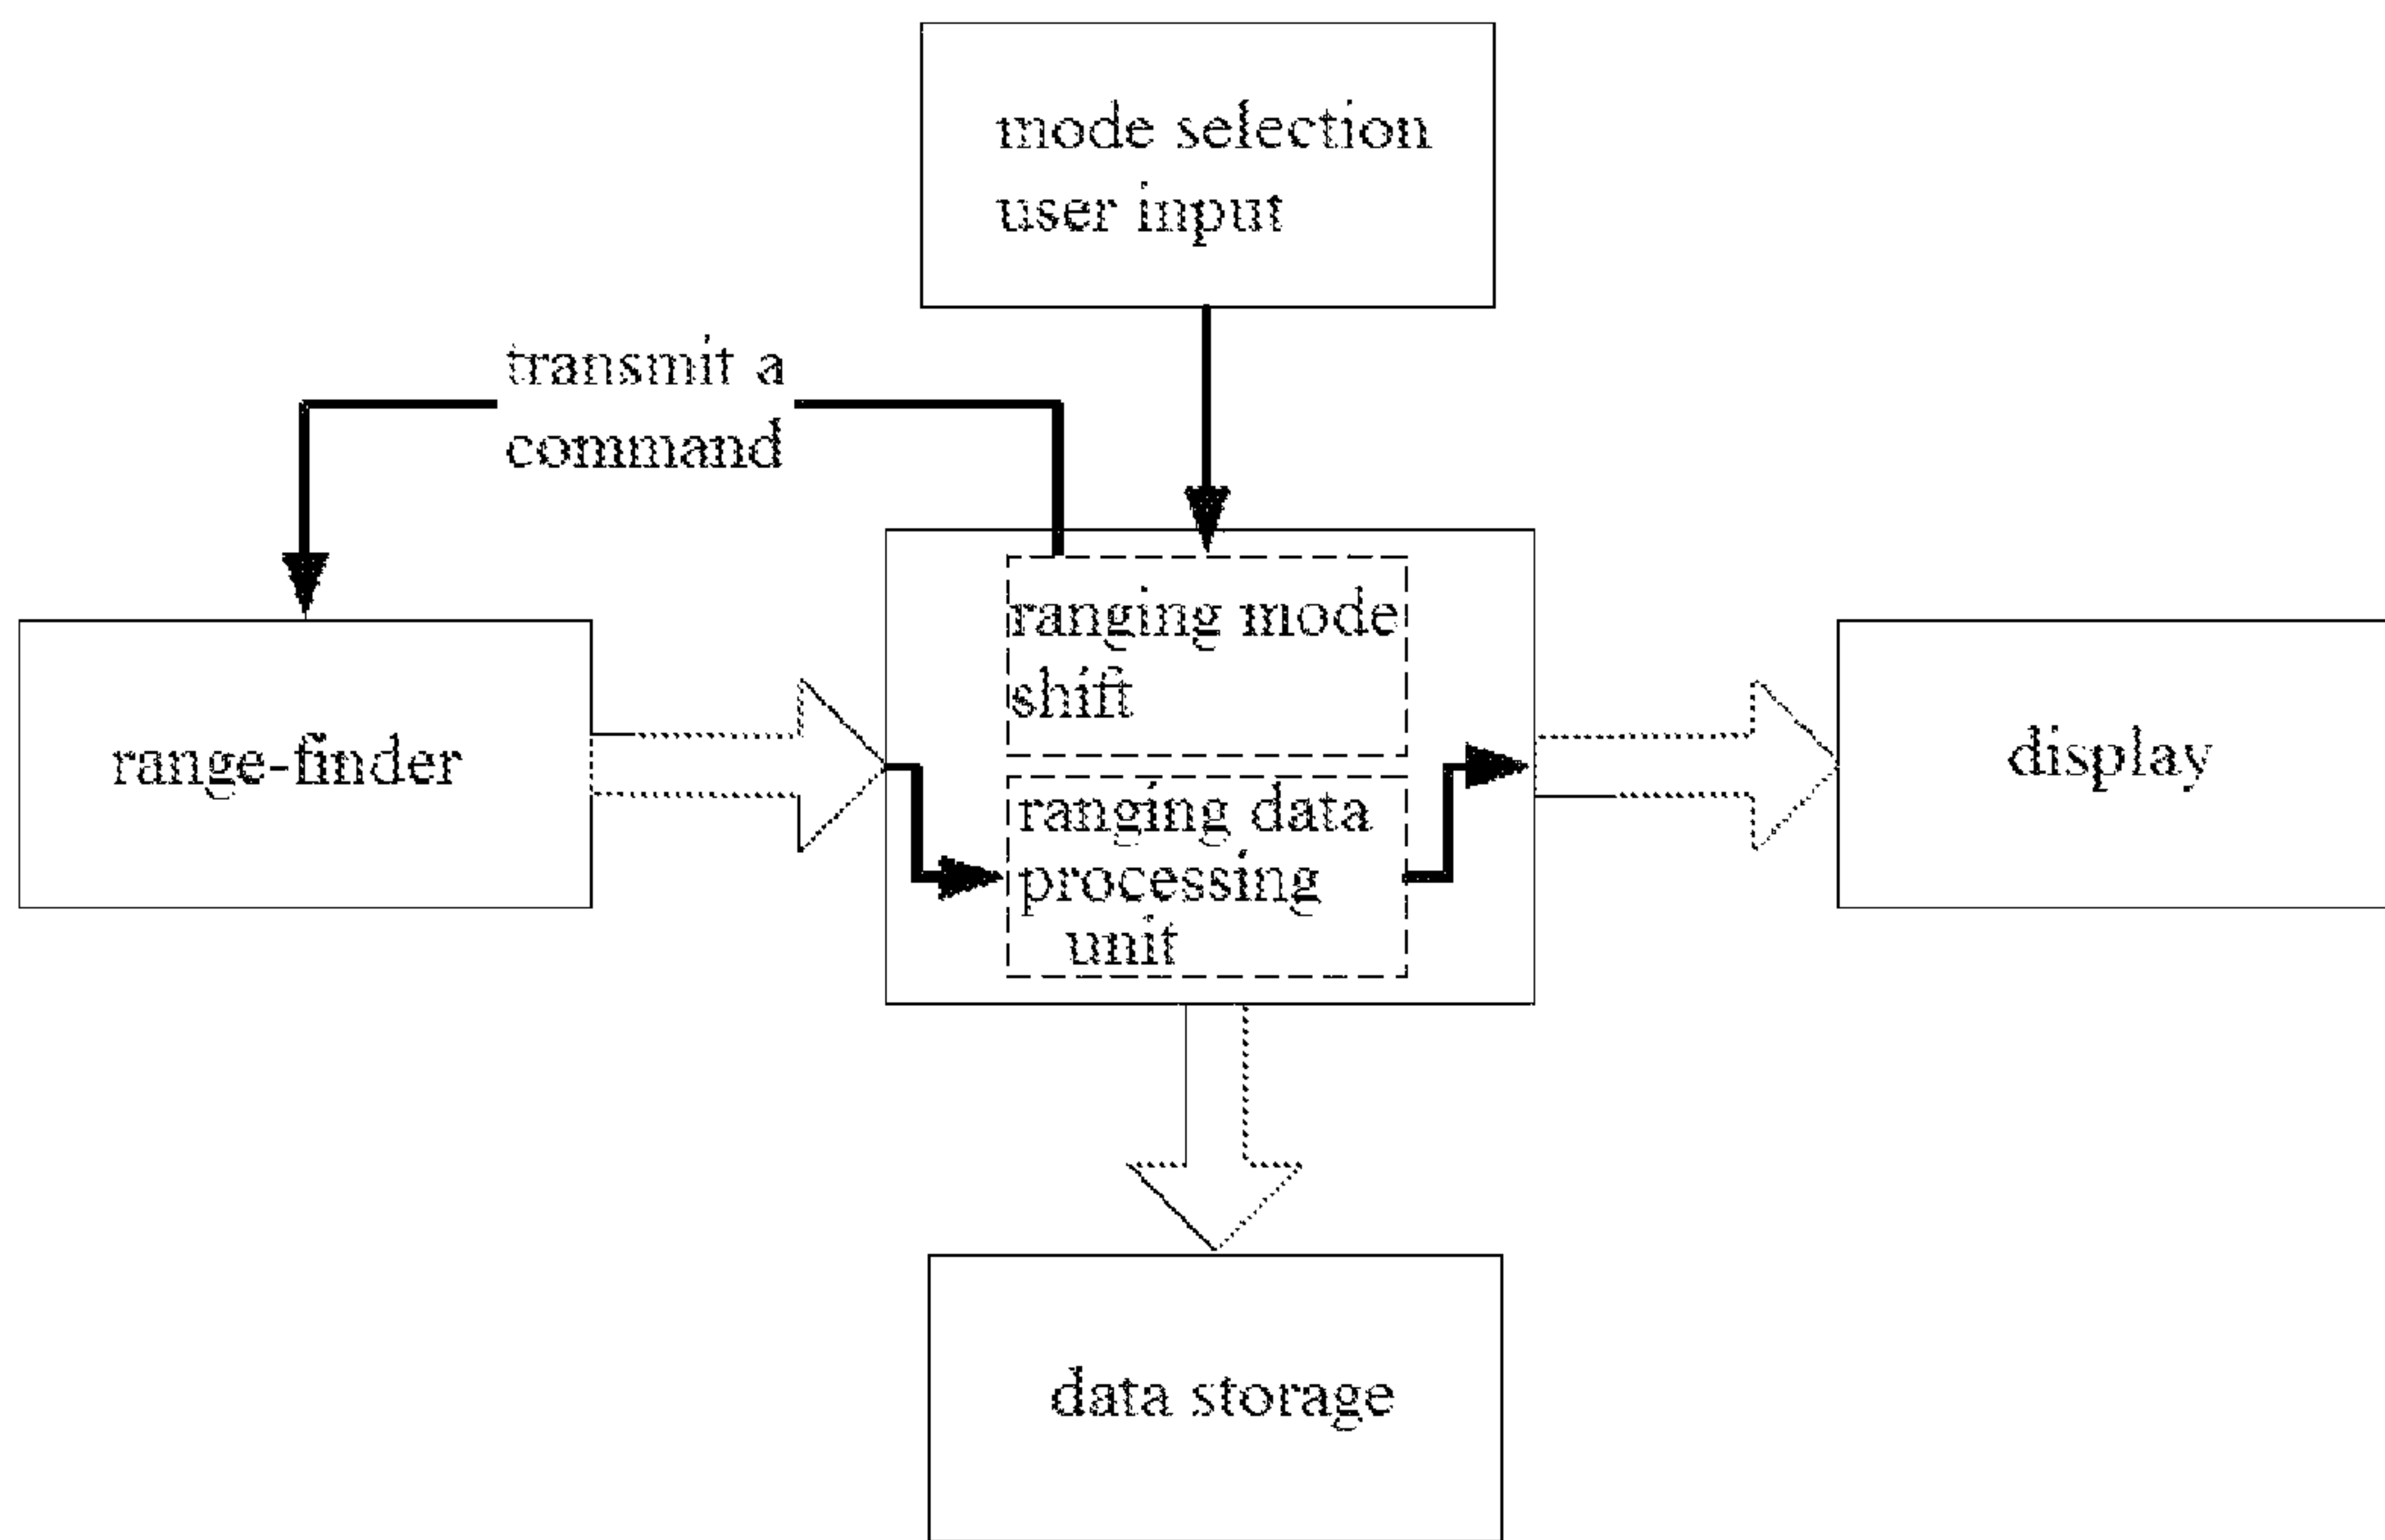 mode selection
user input
transmit a
command
ranging mode
shift
range-finder
ranging data
processing
unit
display
data storage